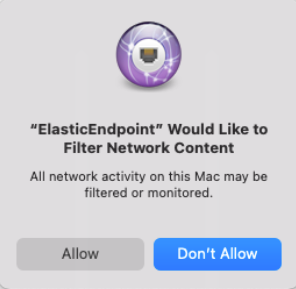 “ElasticEndpoint” Would Like to
Filter Network Content
All network activity on this Mac may be
filtered or monitored.
Allow
Don't Allow